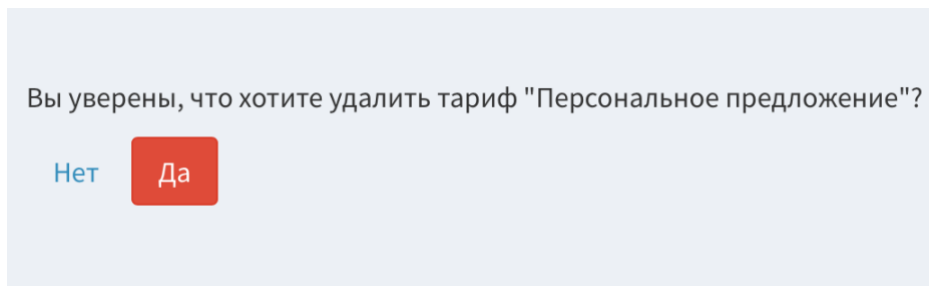 Вы уверены, что хотите удалить тариф "Персональное предложение"?
Нет Да